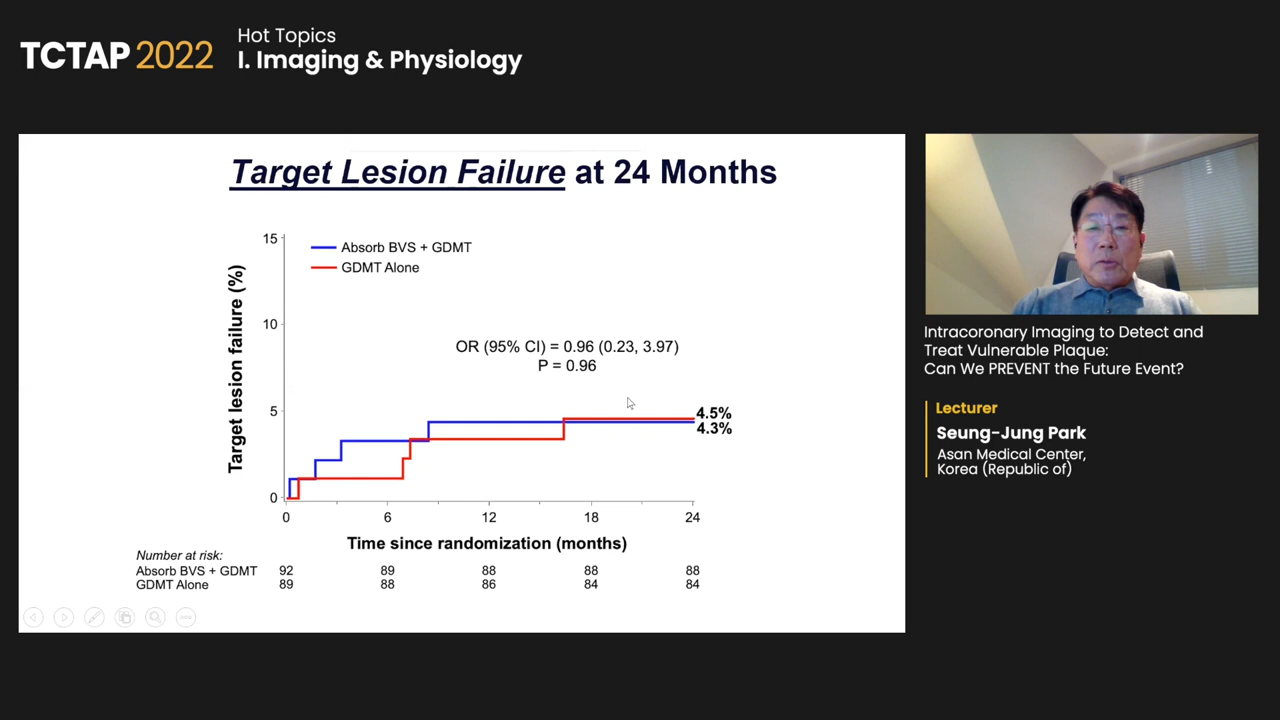 TCTAP 2022
Hot Topics
I. Imaging & Physiology
Target Lesion Failure at 24 Months
Target lesion failure (%)
15
10
5
0
Absorb BVS + GDMT
GDMT Alone
OR (95% CI) = 0.96 (0.23, 3.97)
P = 0.96
4.5%
4.3%
0 6 12 18 24
Time since randomization (months)
Number at risk:
Absorb BVS + GDMT 92 89 88 88 88
GDMT Alone 89 88 86 84 84
Intracoronary Imaging to Detect and
Treat Vulnerable Plaque:
Can We PREVENT the Future Event?
Lecturer
Seung-Jung Park
Asan Medical Center,
Korea (Republic of)